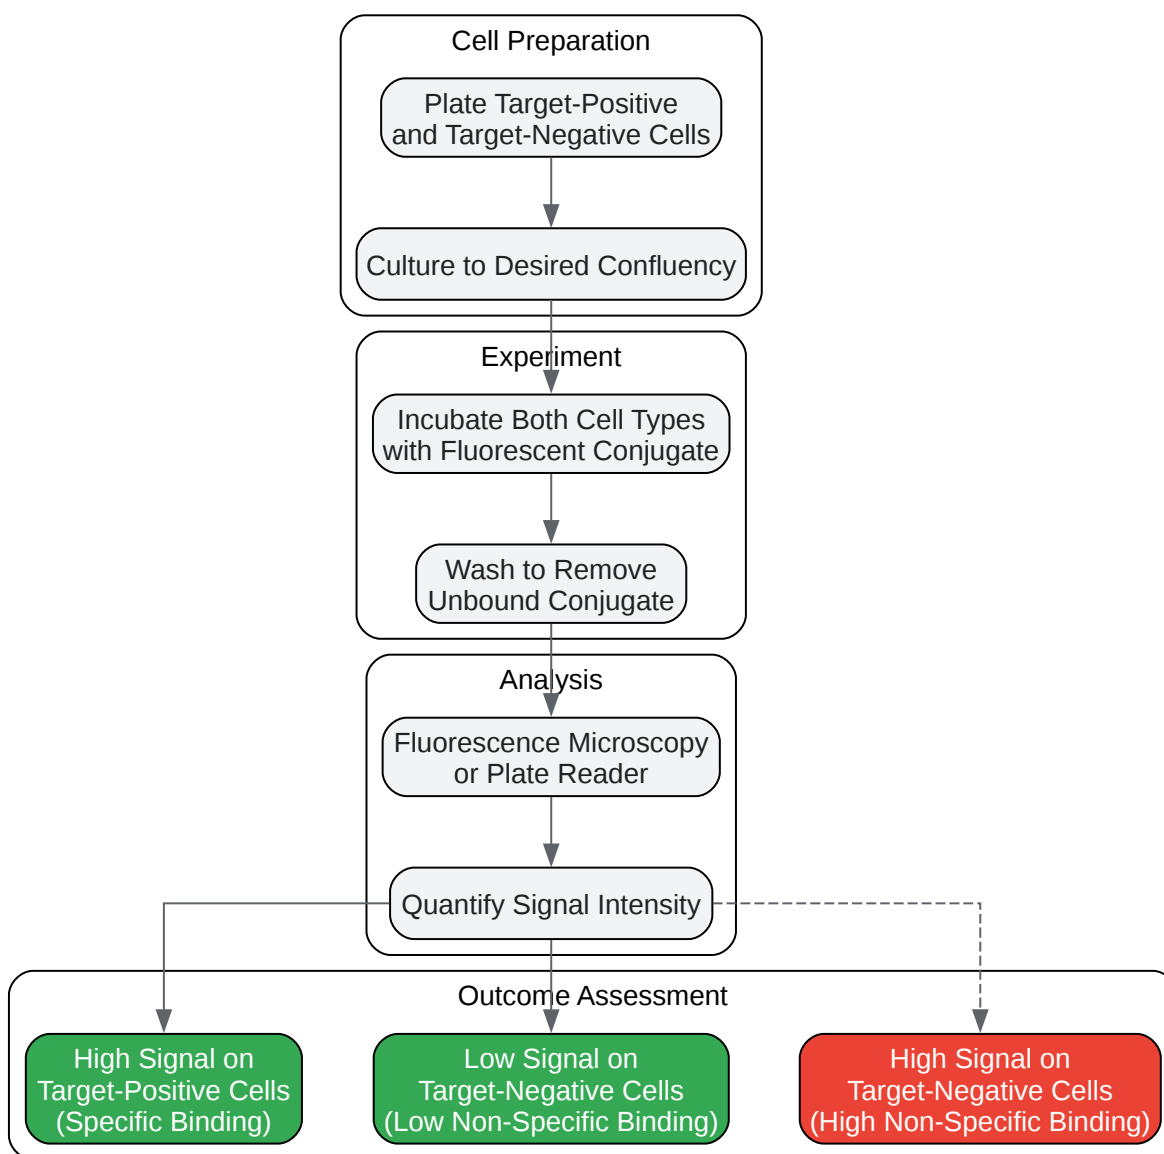 Cell Preparation
Plate Target-Positive
and Target-Negative Cells
Culture to Desired Confluency
Experiment
Incubate Both Cell Types
with Fluorescent Conjugate
Wash to Remove
Unbound Conjugate
Analysis
Fluorescence Microscopy
or Plate Reader
Quantify Signal Intensity
Outcome Assessment
High Signal on
Target-Positive Cells
(Specific Binding)
Low Signal on
Target-Negative Cells
(Low Non-Specific Binding)
High Signal on
Target-Negative Cells
(High Non-Specific Binding)